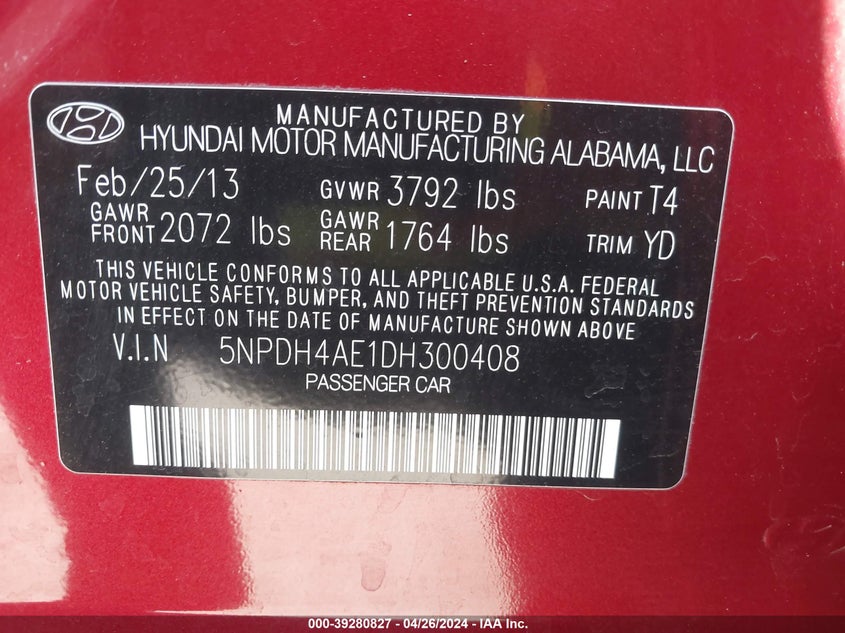 MANUFACTURED BY
HYUNDAI MOTOR MANUFACTURING ALABAMA, LLC
Feb/25/13 GVWR 3792 lbs PAINT T4
GAWR FRONT 2072 lbs GAWR REAR 1764 lbs TRIM YD
THIS VEHICLE CONFORMS TO ALL APPLICABLE U.S.A. FEDERAL
MOTOR VEHICLE SAFETY, BUMPER, AND THEFT PREVENTION STANDARDS
IN EFFECT ON THE DATE OF MANUFACTURE SHOWN ABOVE
V.I.N 5NPDH4AE1DH300408
PASSENGER CAR
000-39280827 - 04/26/2024 - IAA Inc.